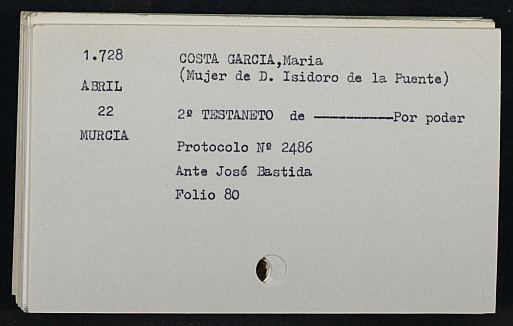 1.728
ABRIL
22
MURCIA
COSTA GARCIA,Maria
(Mujer de D. Isidoro de la Puente)
2º TESTANETO de ----------Por poder
Protocolo Nº 2486
Ante José Bastida
Folio 80